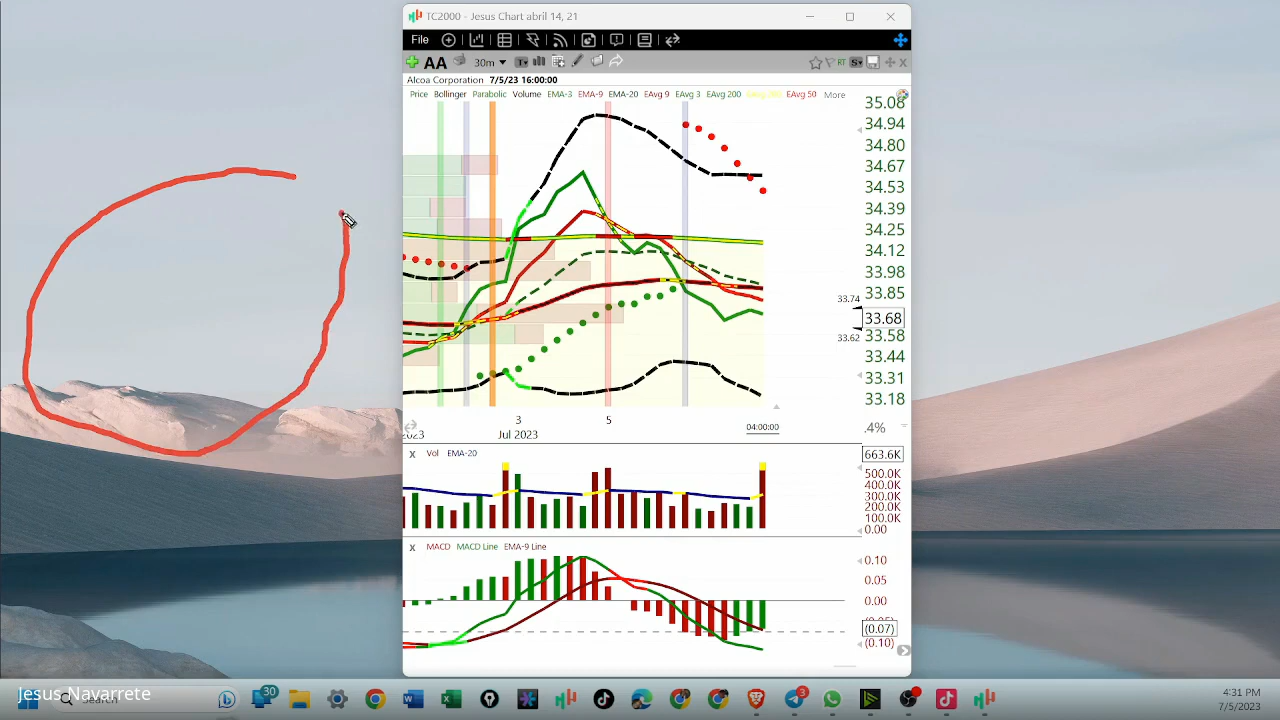 TC2000 - Jesus Chart abril 14, 21
File
AA 30m RT
Alcoa Corporation 7/5/23 16:00:00
Price Bollinger Parabolic Volume EMA-3 EMA-9 EMA-20 EAvg 9 EAvg 3 EAvg 200 EAvg 50 More
35.08
34.94
34.80
34.67
34.53
34.39
34.25
34.12
33.98
33.85
33.74
33.68
33.62
33.58
33.44
33.31
33.18
3 5
2023 Jul 2023 04:00:00
.4%
X Vol EMA-20
663.6K
500.0K
400.0K
300.0K
200.0K
100.0K
0.00
X MACD MACD Line EMA-9 Line
0.10
0.05
0.00
(0.07)
(0.10)
Jesus Navarrete
30
3
4:31 PM
7/5/2023